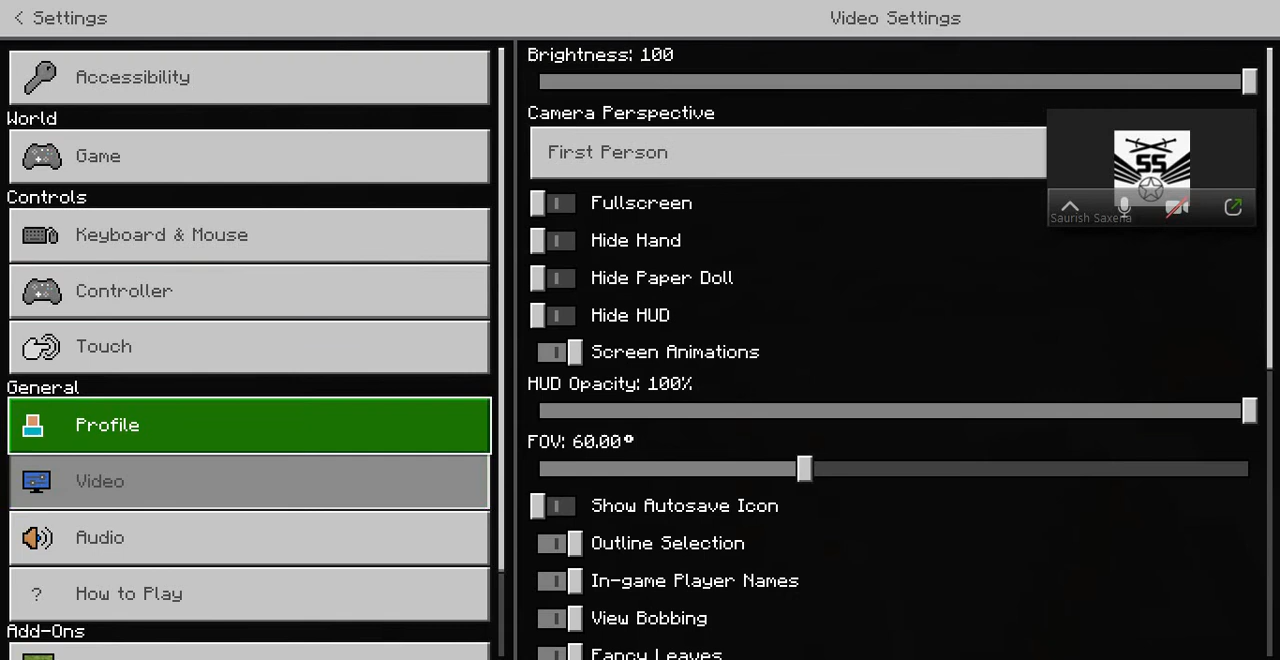 Settings
Video Settings
Accessibility
World
Game
Controls
Keyboard & Mouse
Controller
Touch
General
Profile
Video
Audio
? How to Play
Add-Ons
Brightness: 100
Camera Perspective
First Person
Fullscreen
Hide Hand
Hide Paper Doll
Hide HUD
Screen Animations
HUD Opacity: 100%
FOV: 60.00°
Show Autosave Icon
Outline Selection
In-game Player Names
View Bobbing
Fancy Leaves
SS
Saurish Saxena